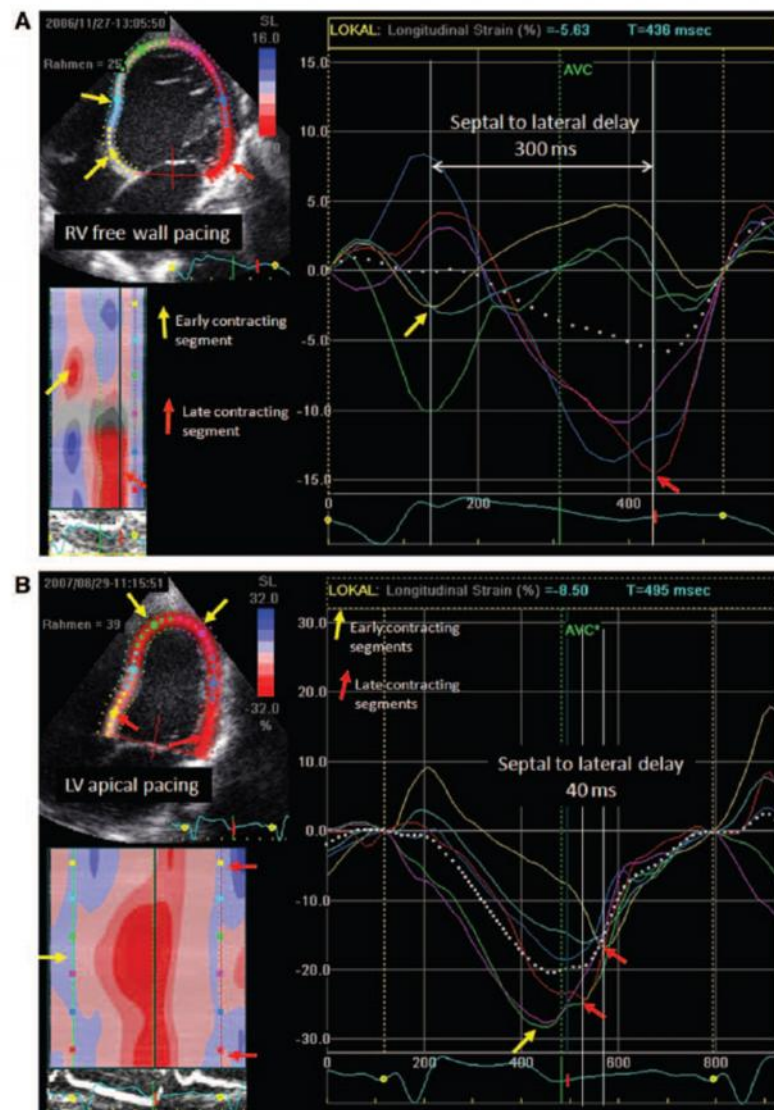 A
2006/11/27-13:05:50
SL
16.0
Rahmen = 25
RV free wall pacing
Early contracting
segment
Late contracting
segment
LOKAL: Longitudinal Strain (%) =-5.63 T=436 msec
AVC
Septal to lateral delay
300 ms
15.0
10.0
5.0
0.0
-5.0
-10.0
-15.0
0
200
400
B
2007/08/29-11:15:51
SL
32.0
Rahmen = 39
-32.0
%
LV apical pacing
LOKAL: Longitudinal Strain (%) =-8.50 T=495 msec
Early contracting
segments
AVC*
Late contracting
segments
Septal to lateral delay
40 ms
30.0
20.0
10.0
0.0
-10.0
-20.0
-30.0
0
200
400
600
800